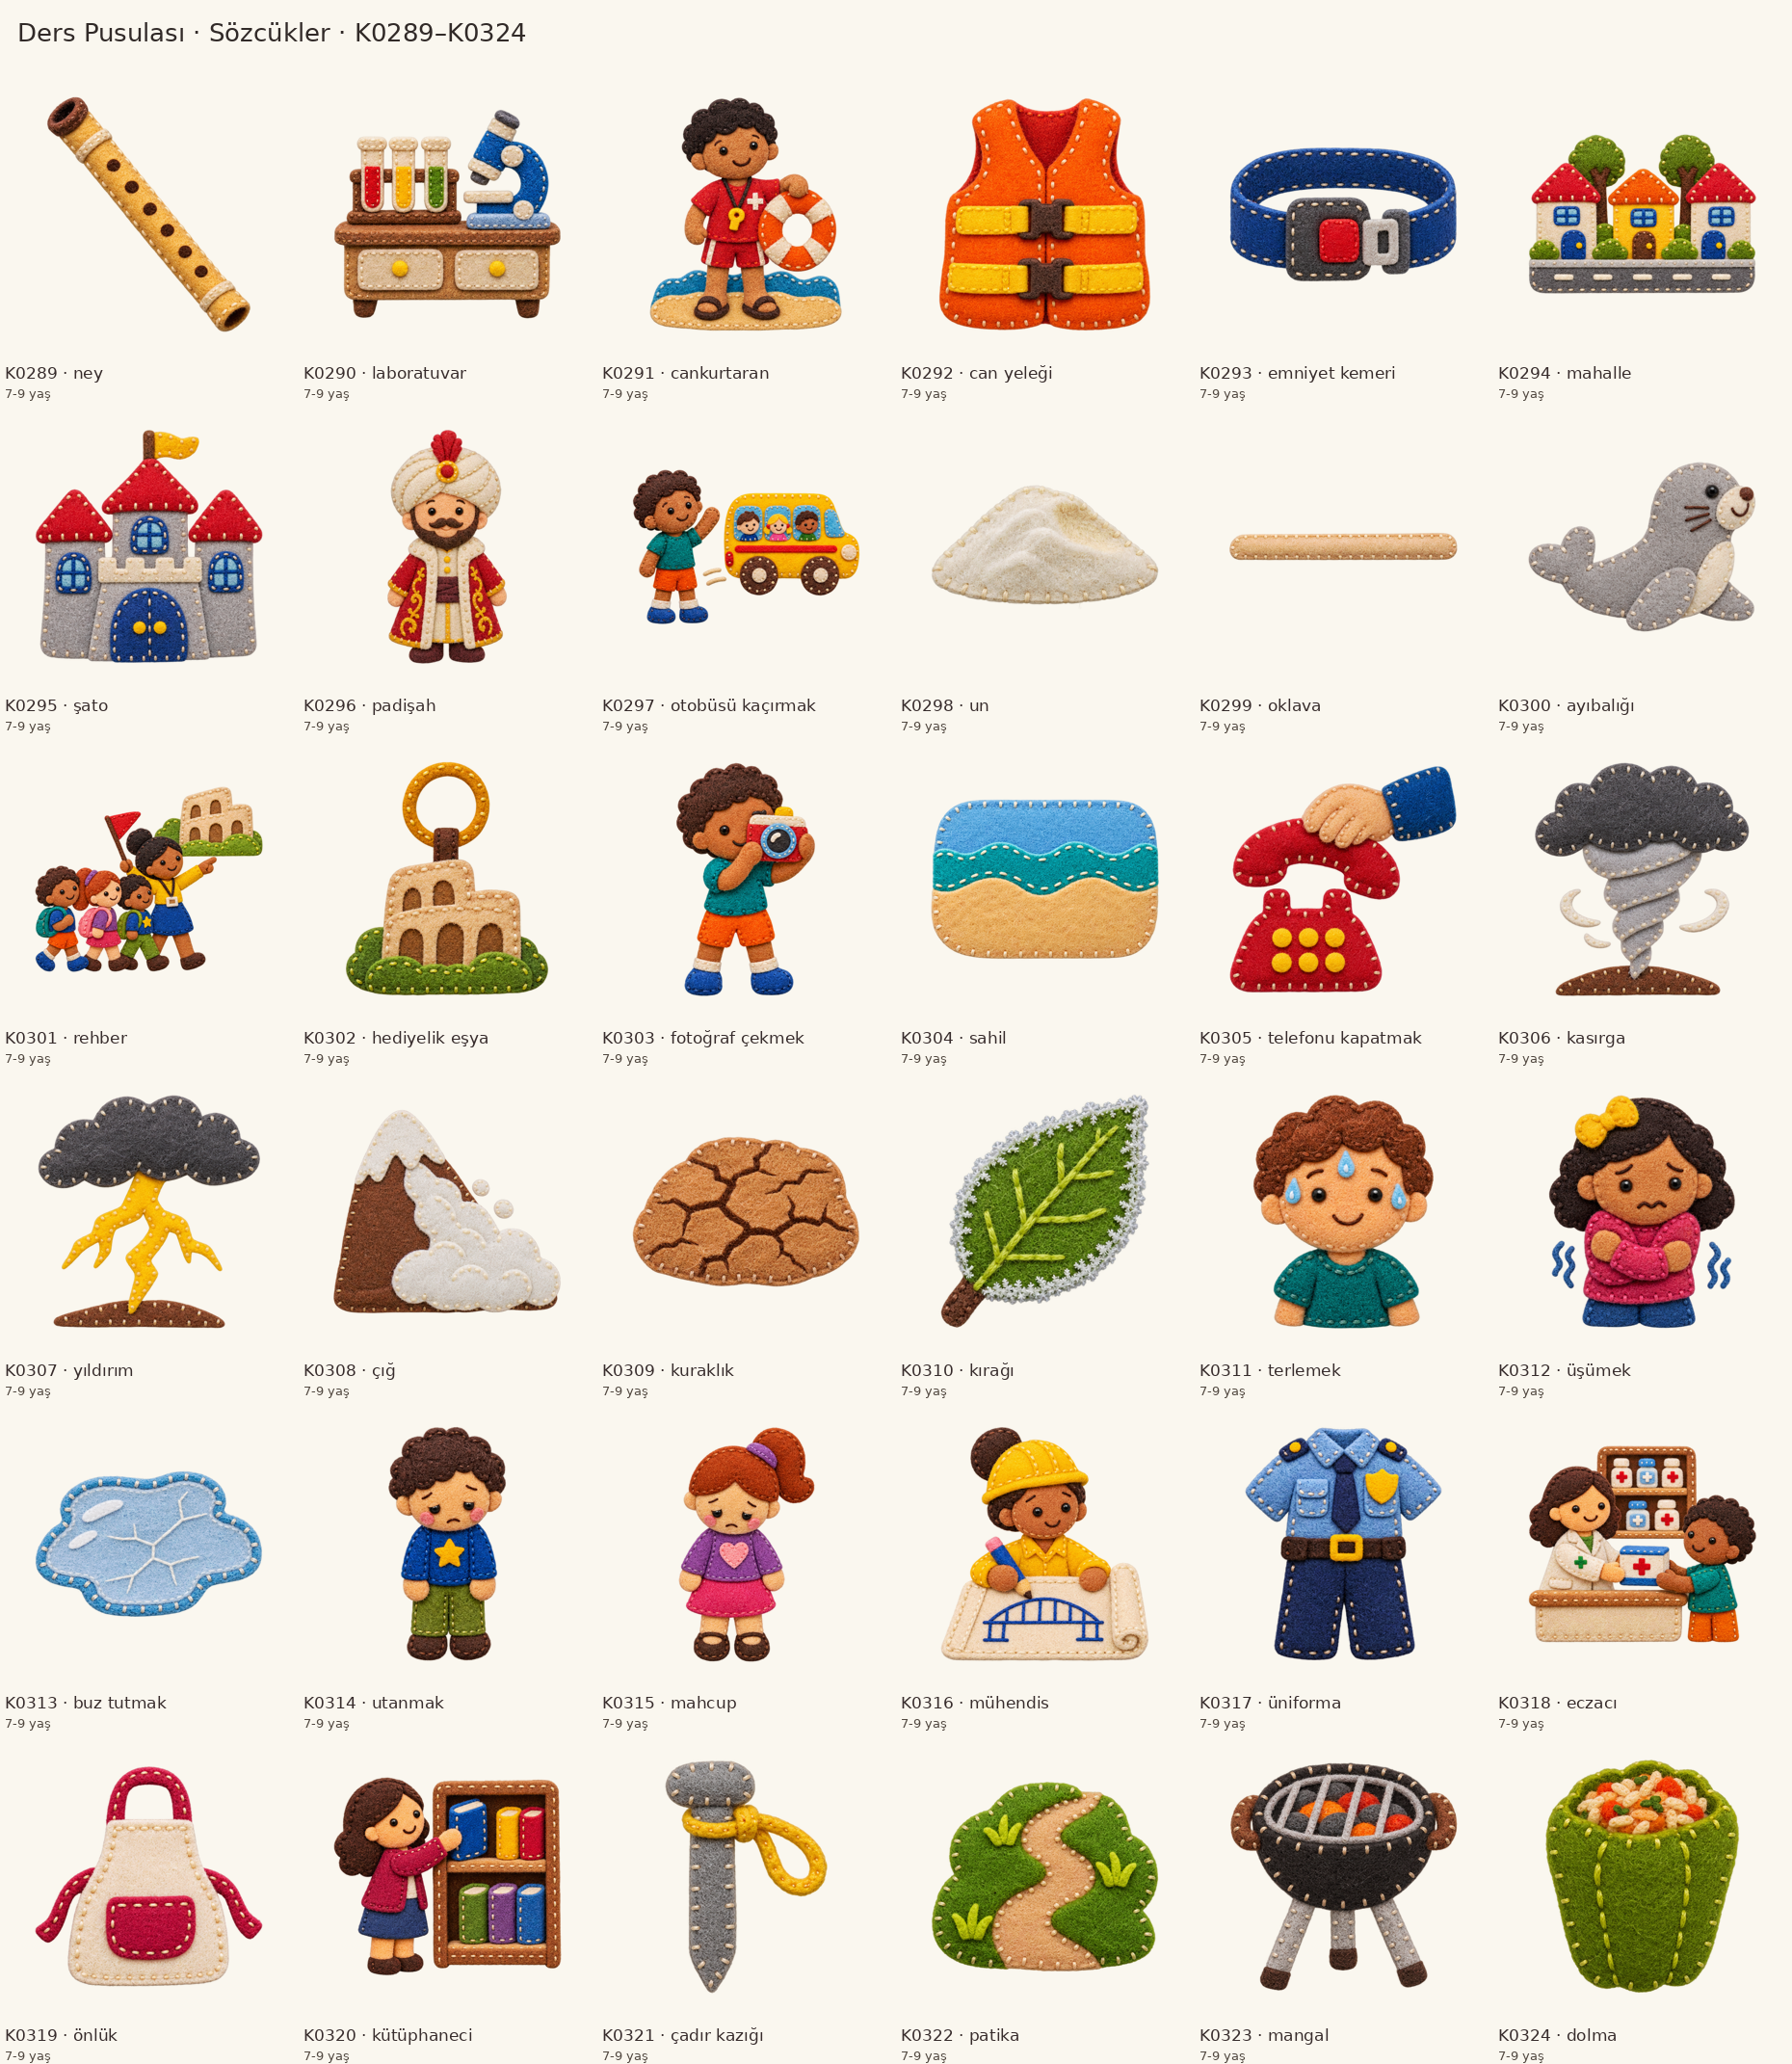 Ders Pusulası · Sözcükler · K0289–K0324
K0289 · ney
7-9 yaş
K0290 · laboratuvar
7-9 yaş
K0291 · cankurtaran
7-9 yaş
K0292 · can yeleği
7-9 yaş
K0293 · emniyet kemeri
7-9 yaş
K0294 · mahalle
7-9 yaş
K0295 · şato
7-9 yaş
K0296 · padişah
7-9 yaş
K0297 · otobüsü kaçırmak
7-9 yaş
K0298 · un
7-9 yaş
K0299 · oklava
7-9 yaş
K0300 · ayıbalığı
7-9 yaş
K0301 · rehber
7-9 yaş
K0302 · hediyelik eşya
7-9 yaş
K0303 · fotoğraf çekmek
7-9 yaş
K0304 · sahil
7-9 yaş
K0305 · telefonu kapatmak
7-9 yaş
K0306 · kasırga
7-9 yaş
K0307 · yıldırım
7-9 yaş
K0308 · çığ
7-9 yaş
K0309 · kuraklık
7-9 yaş
K0310 · kırağı
7-9 yaş
K0311 · terlemek
7-9 yaş
K0312 · üşümek
7-9 yaş
K0313 · buz tutmak
7-9 yaş
K0314 · utanmak
7-9 yaş
K0315 · mahcup
7-9 yaş
K0316 · mühendis
7-9 yaş
K0317 · üniforma
7-9 yaş
K0318 · eczacı
7-9 yaş
K0319 · önlük
7-9 yaş
K0320 · kütüphaneci
7-9 yaş
K0321 · çadır kazığı
7-9 yaş
K0322 · patika
7-9 yaş
K0323 · mangal
7-9 yaş
K0324 · dolma
7-9 yaş